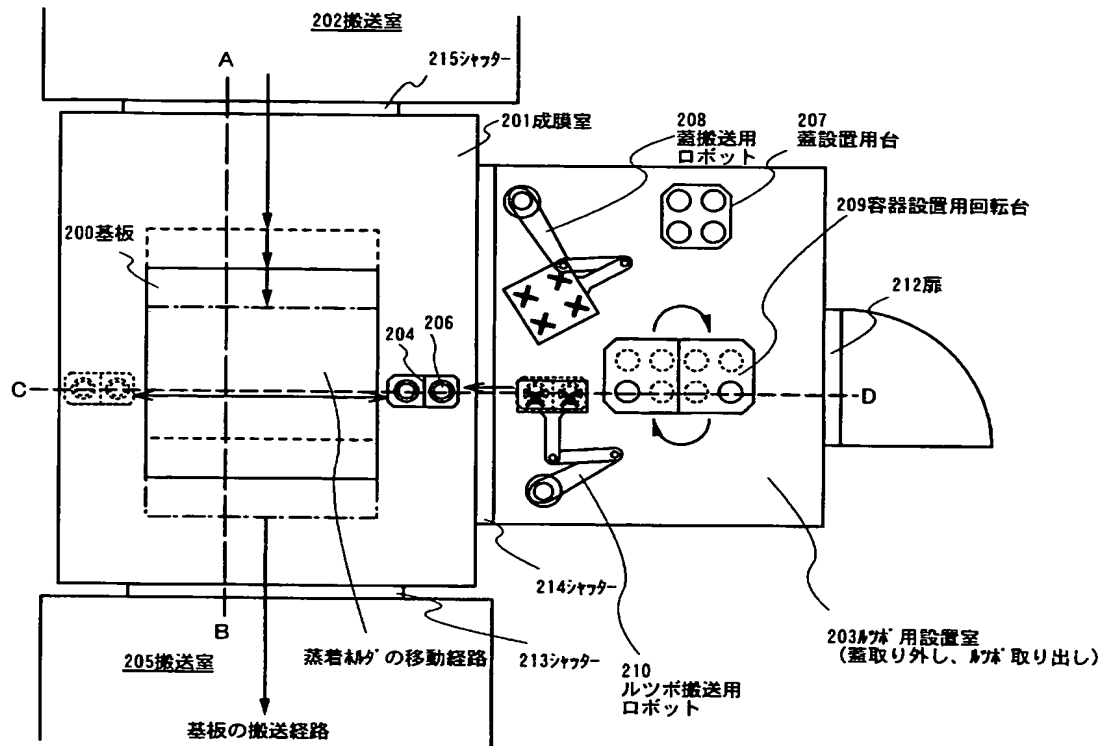 202搬送室
A
215シャッター
201成膜室
208
蓋搬送用
ロボット
207
蓋設置用台
209容器設置用回転台
200基板
212扉
204
206
C
D
214シャッター
B
205搬送室
蒸着ホルダの移動経路
213シャッター
210
ルツボ搬送用
ロボット
203ルツボ用設置室
(蓋取り外し、ルツボ取り出し)
基板の搬送経路